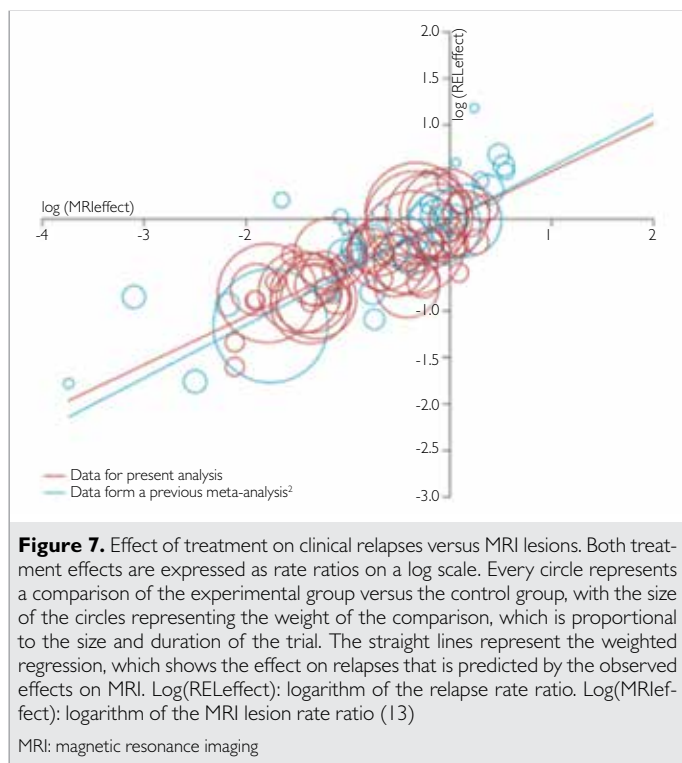 2.0
1.5
1.0
log (RELeffect)
log (MRIeffect)
-4
-3
-2
1
2
-1.0
-1.5
-2.0
-2.5
-3.0
Data for present analysis
Data form a previous meta-analysis2
Figure 7. Effect of treatment on clinical relapses versus MRI lesions. Both treat-
ment effects are expressed as rate ratios on a log scale. Every circle represents
a comparison of the experimental group versus the control group, with the size
of the circles representing the weight of the comparison, which is proportional
to the size and duration of the trial. The straight lines represent the weighted
regression, which shows the effect on relapses that is predicted by the observed
effects on MRI. Log(RELeffect): logarithm of the relapse rate ratio. Log(MRIef-
fect): logarithm of the MRI lesion rate ratio (13)
MRI: magnetic resonance imaging